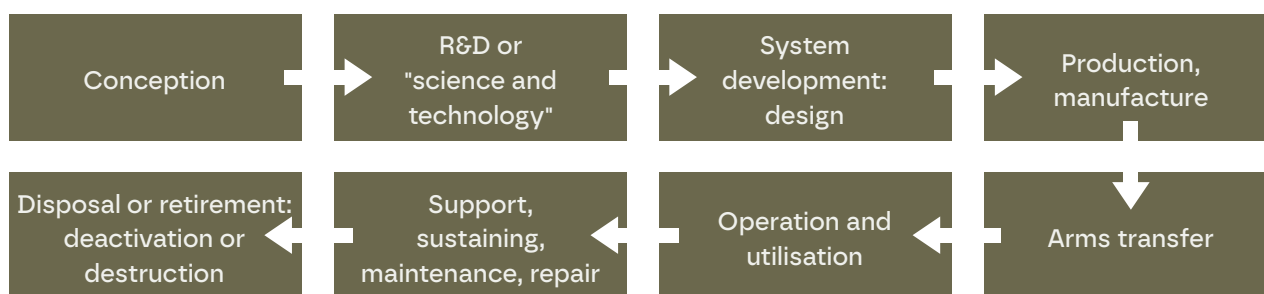 Conception
R&D or
"science and
technology"
System
development:
design
Production,
manufacture
Disposal or retirement:
deactivation or
destruction
Support,
sustaining,
maintenance, repair
Operation and
utilisation
Arms transfer